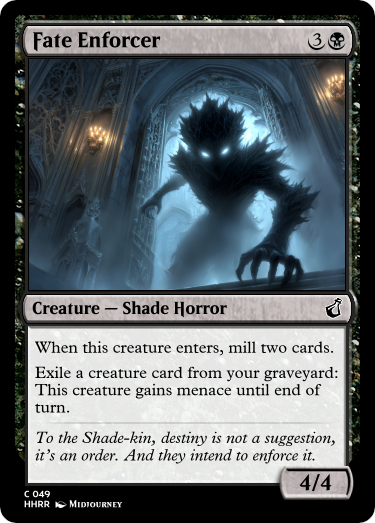 Fate Enforcer 3
Creature — Shade Horror
When this creature enters, mill two cards.
Exile a creature card from your graveyard:
This creature gains menace until end of
turn.
To the Shade-kin, destiny is not a suggestion,
it's an order. And they intend to enforce it.
4/4
C 049
HHRR Midjourney